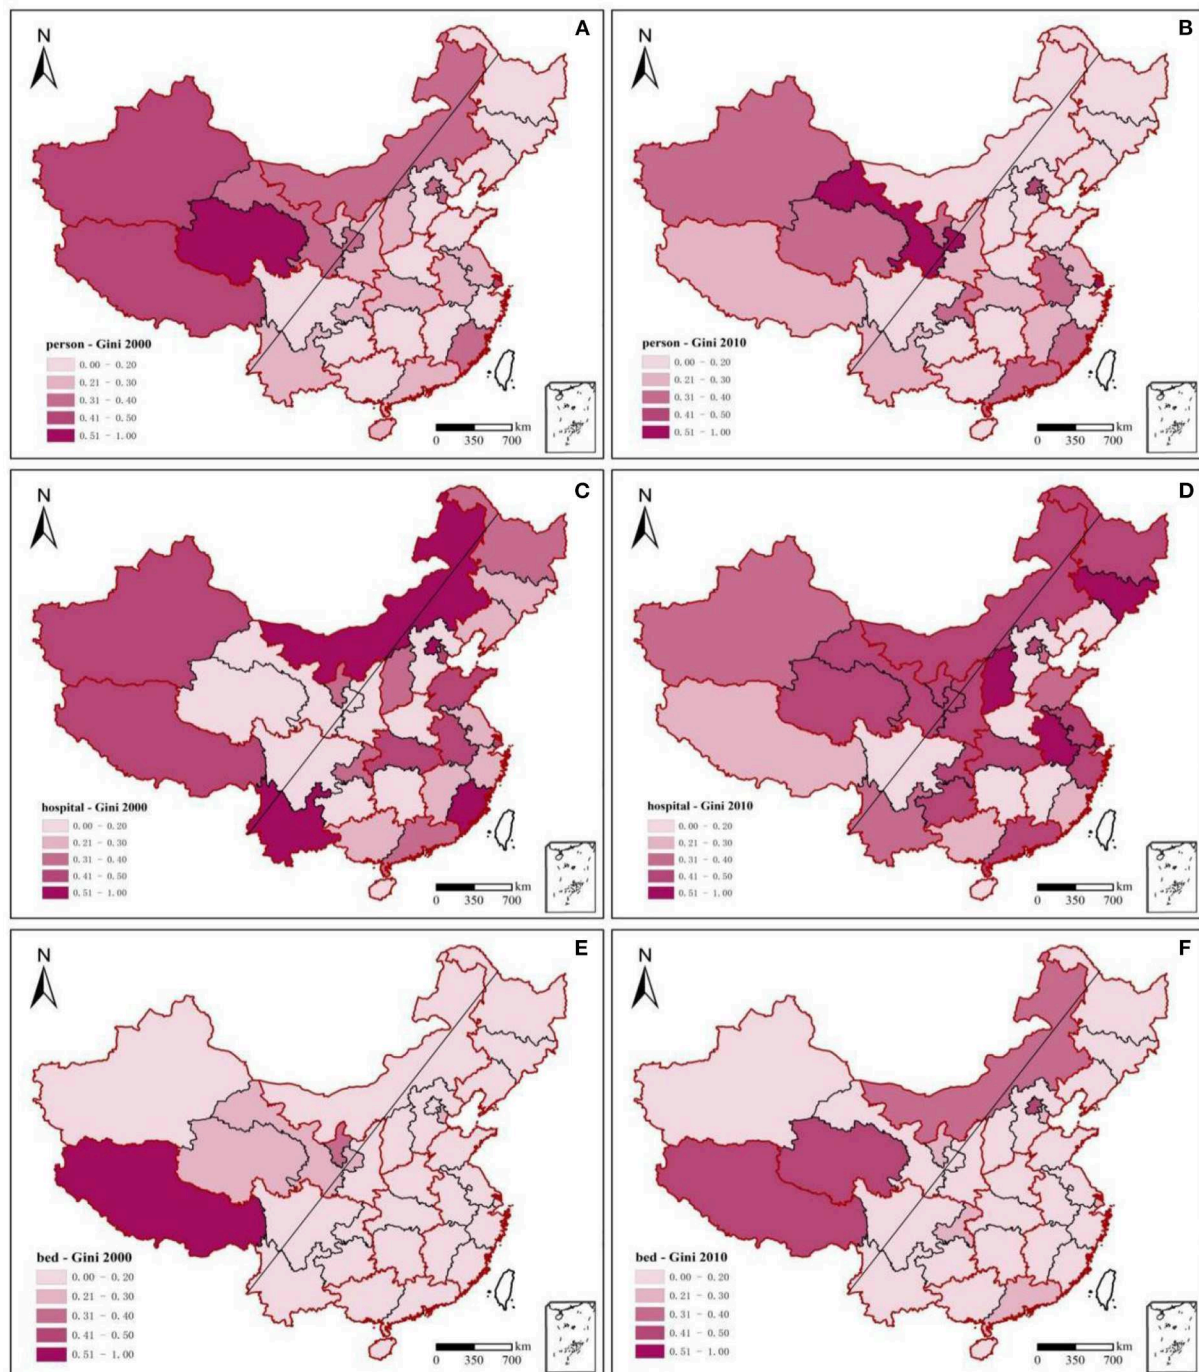 A
N
person - Gini 2000
0.00 - 0.20
0.21 - 0.30
0.31 - 0.40
0.41 - 0.50
0.51 - 1.00
km
0 350 700
B
N
person - Gini 2010
0.00 - 0.20
0.21 - 0.30
0.31 - 0.40
0.41 - 0.50
0.51 - 1.00
km
0 350 700
C
N
hospital - Gini 2000
0.00 - 0.20
0.21 - 0.30
0.31 - 0.40
0.41 - 0.50
0.51 - 1.00
km
0 350 700
D
N
hospital - Gini 2010
0.00 - 0.20
0.21 - 0.30
0.31 - 0.40
0.41 - 0.50
0.51 - 1.00
km
0 350 700
E
N
bed - Gini 2000
0.00 - 0.20
0.21 - 0.30
0.31 - 0.40
0.41 - 0.50
0.51 - 1.00
km
0 350 700
F
N
bed - Gini 2010
0.00 - 0.20
0.21 - 0.30
0.31 - 0.40
0.41 - 0.50
0.51 - 1.00
km
0 350 700